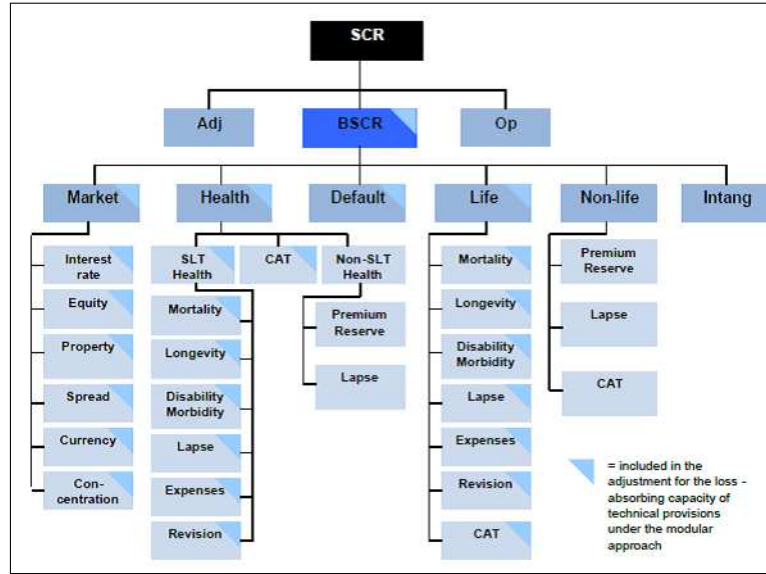 SCR
Adj
BSCR
Op
Market
Health
Default
Life
Non-life
Intang
Interest
rate
Equity
Property
Spread
Currency
Con-
centration
SLT
Health
CAT
Non-SLT
Health
Mortality
Longevity
Disability
Morbidity
Lapse
Expenses
Revision
Premium
Reserve
Lapse
Mortality
Longevity
Disability
Morbidity
Lapse
Expenses
Revision
CAT
Premium
Reserve
Lapse
CAT
= included in the
adjustment for the loss -
absorbing capacity of
technical provisions
under the modular
approach